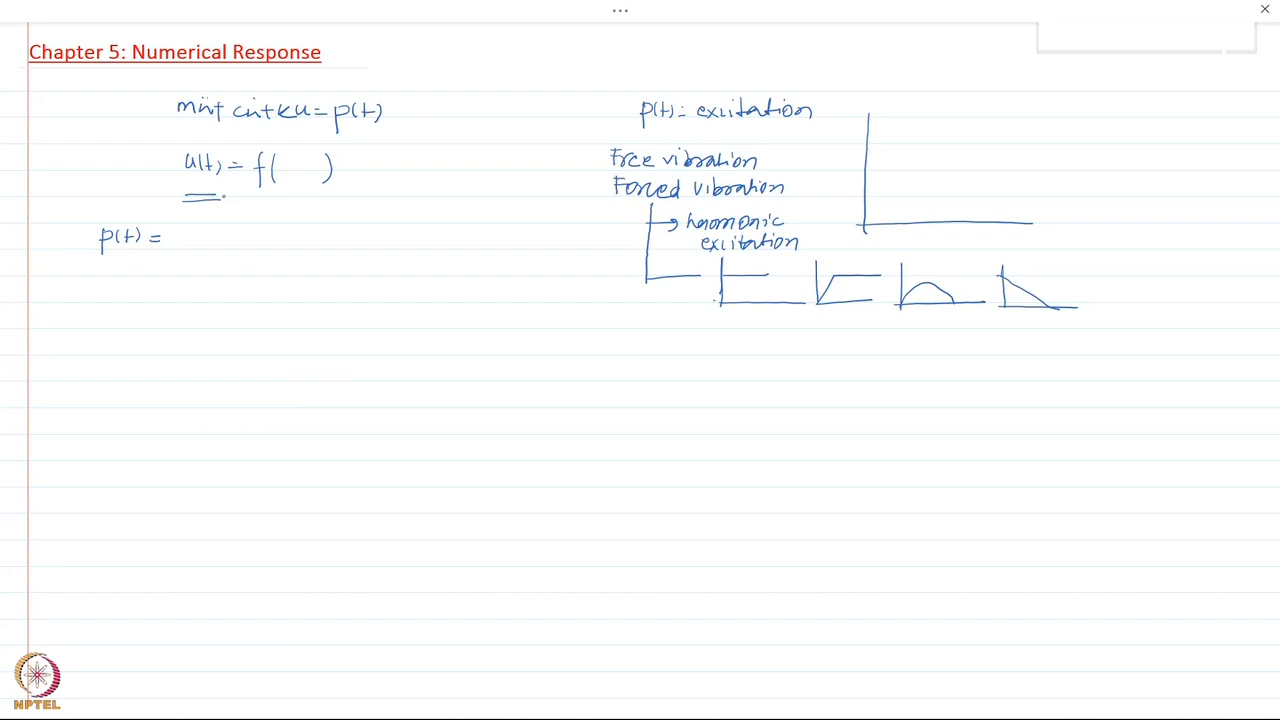 Chapter 5: Numerical Response
mü + cu̇ + ku = p(t)
u(t) = f( )
p(t) =
p(t) = excitation
Free vibration
Forced vibration
→ harmonic
excitation
NPTEL